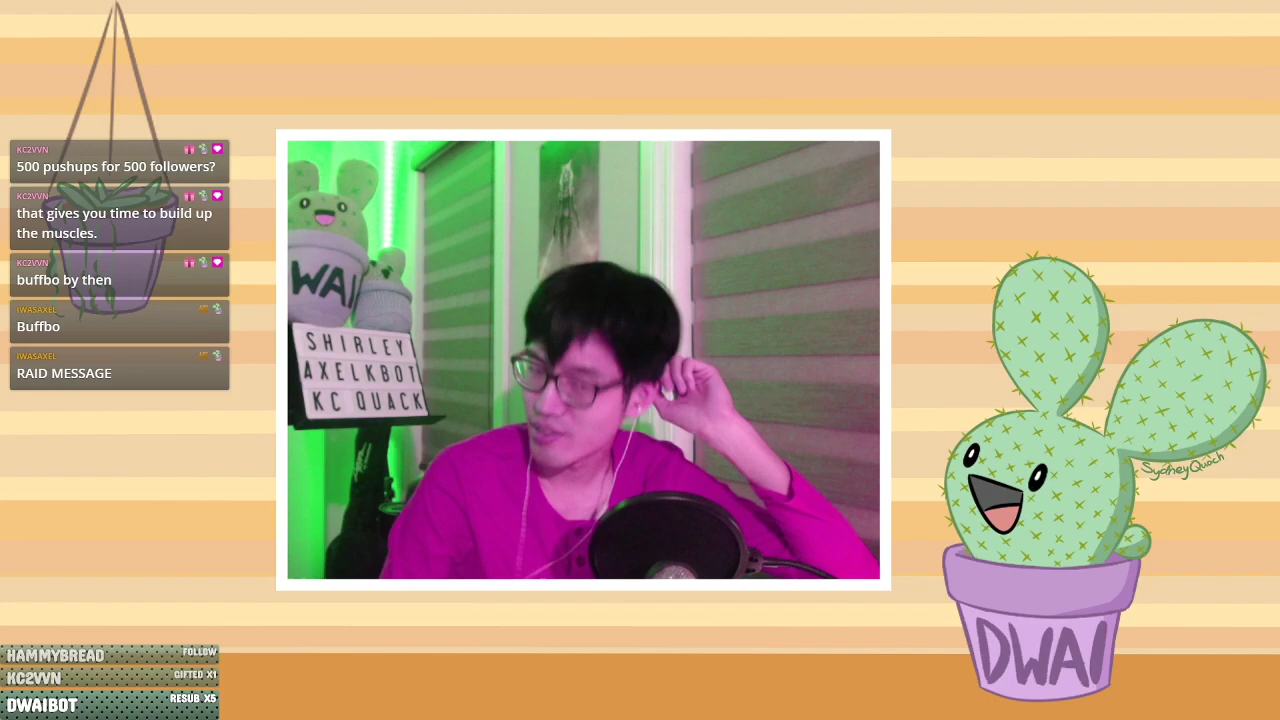 KC2VVN
500 pushups for 500 followers?
KC2VVN
that gives you time to build up
the muscles.
KC2VVN
buffbo by then
IWASAXEL
Buffbo
IWASAXEL
RAID MESSAGE
WAI
SHIRLEY
AXELKBOT
KC QUACK
SydneyQuach
DWAI
HAMMYBREAD FOLLOW
KC2VVN GIFTED X1
DWAIBOT RESUB X5